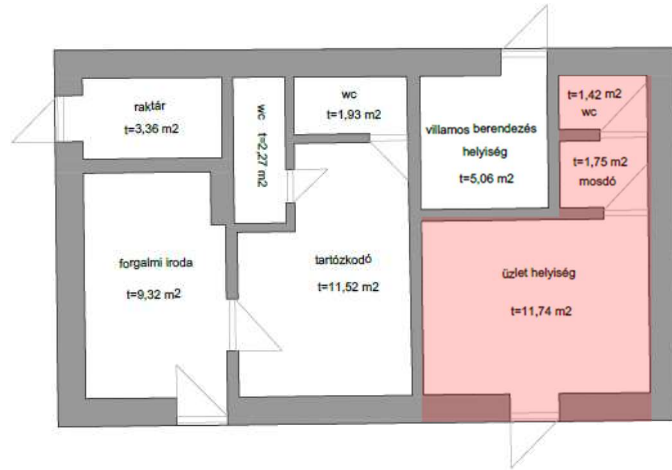 raktár
t=3,36 m2
wc t=2,27 m2
wc
t=1,93 m2
villamos berendezés
helyiség
t=5,06 m2
t=1,42 m2
wc
t=1,75 m2
mosdó
forgalmi iroda
t=9,32 m2
tartózkodó
t=11,52 m2
üzlet helyiség
t=11,74 m2